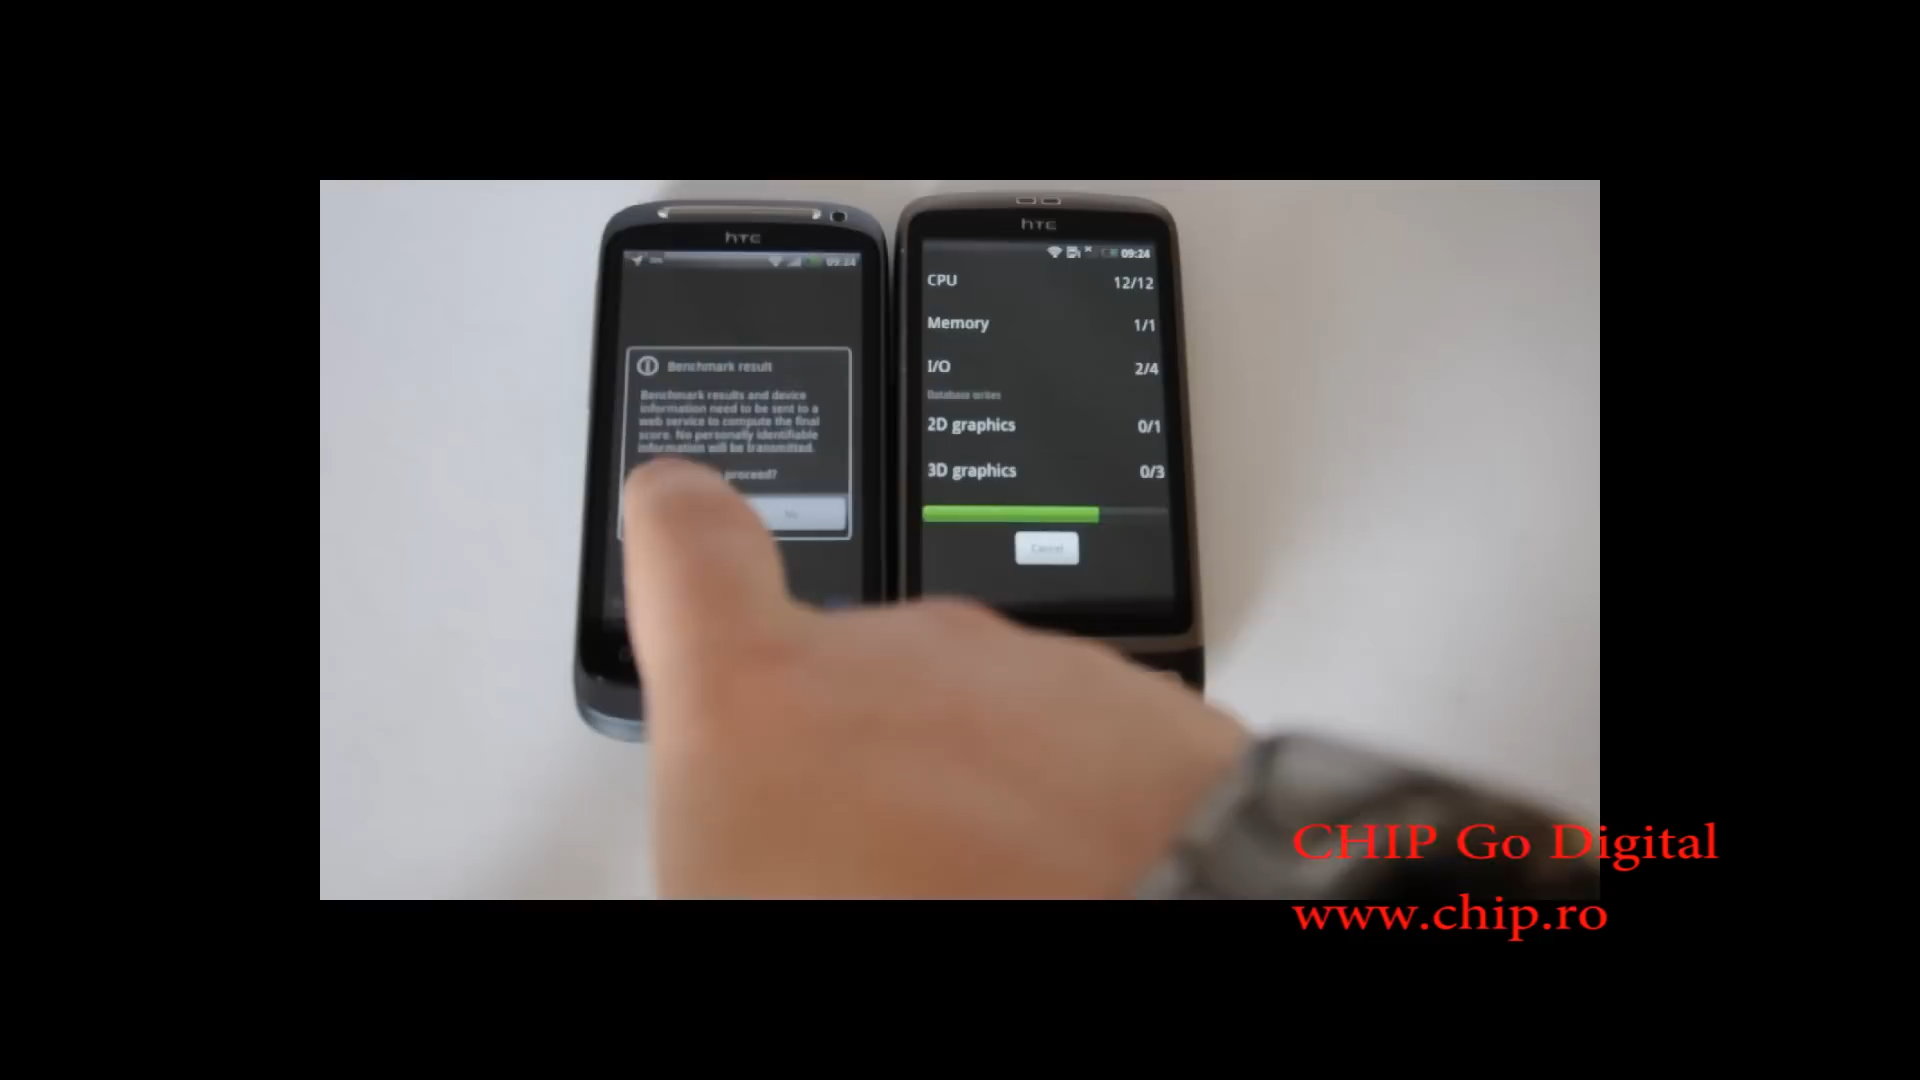 hTC
09:24
Benchmark result
Benchmark results and device
information need to be sent to a
web service to compute the final
score. No personally identifiable
information will be transmitted.
proceed?
No
hTC
09:24
CPU 12/12
Memory 1/1
I/O 2/4
Database writes
2D graphics 0/1
3D graphics 0/3
Cancel
CHIP Go Digital
www.chip.ro